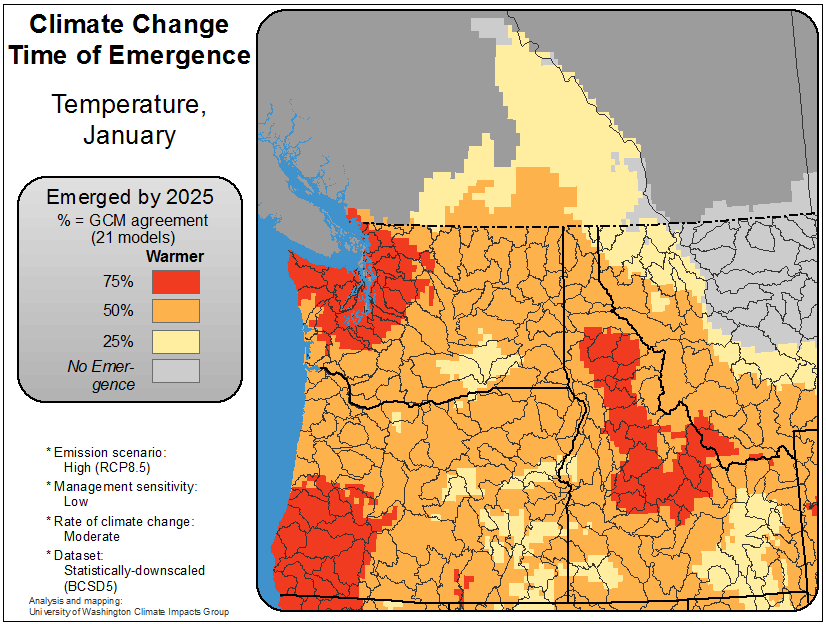 Climate Change
Time of Emergence
Temperature,
January
Emerged by 2025
% = GCM agreement
(21 models)
Warmer
75%
50%
25%
No Emer-
gence
* Emission scenario:
High (RCP8.5)
* Management sensitivity:
Low
* Rate of climate change:
Moderate
* Dataset:
Statistically-downscaled
(BCSD5)
Analysis and mapping:
University of Washington Climate Impacts Group